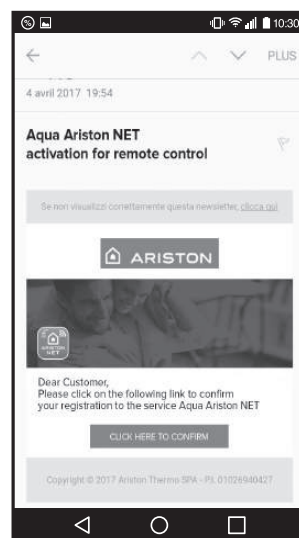 10:30
PLUS
4 avril 2017 19:54
Aqua Ariston NET
activation for remote control
Se non visualizzi correttamente questa newsletter, clicca qui
ARISTON
ARISTON
NET
Dear Customer,
Please click on the following link to confirm
your registration to the service Aqua Ariston NET
CLICK HERE TO CONFIRM
Copyright © 2017 Ariston Thermo SPA - P.I. 01026940427